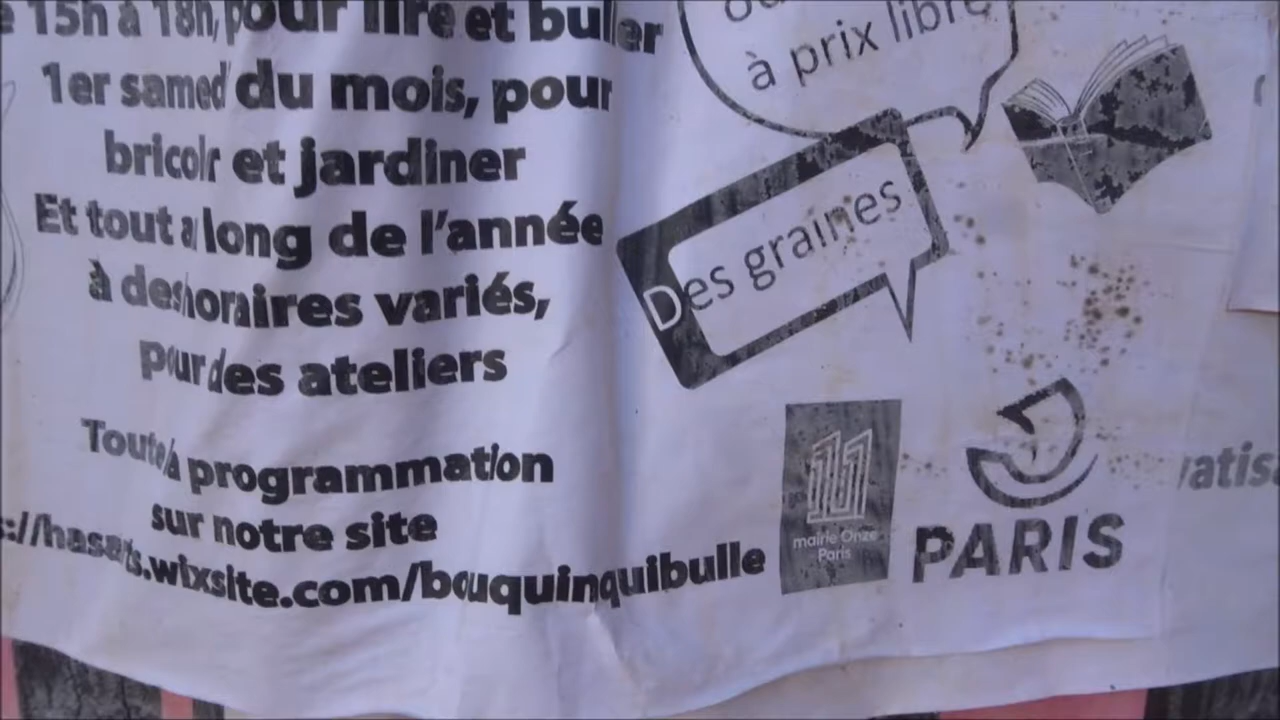 15h à 18h, pour lire et buller
1er samedi du mois, pour
bricolr et jardiner
Et tout a long de l'année
à des horaires variés,
pour des ateliers
Toute la programmation
sur notre site
.wixsite.com/bouquinquibulle
à prix libre
Des graines
11
mairie Onze
Paris
PARIS